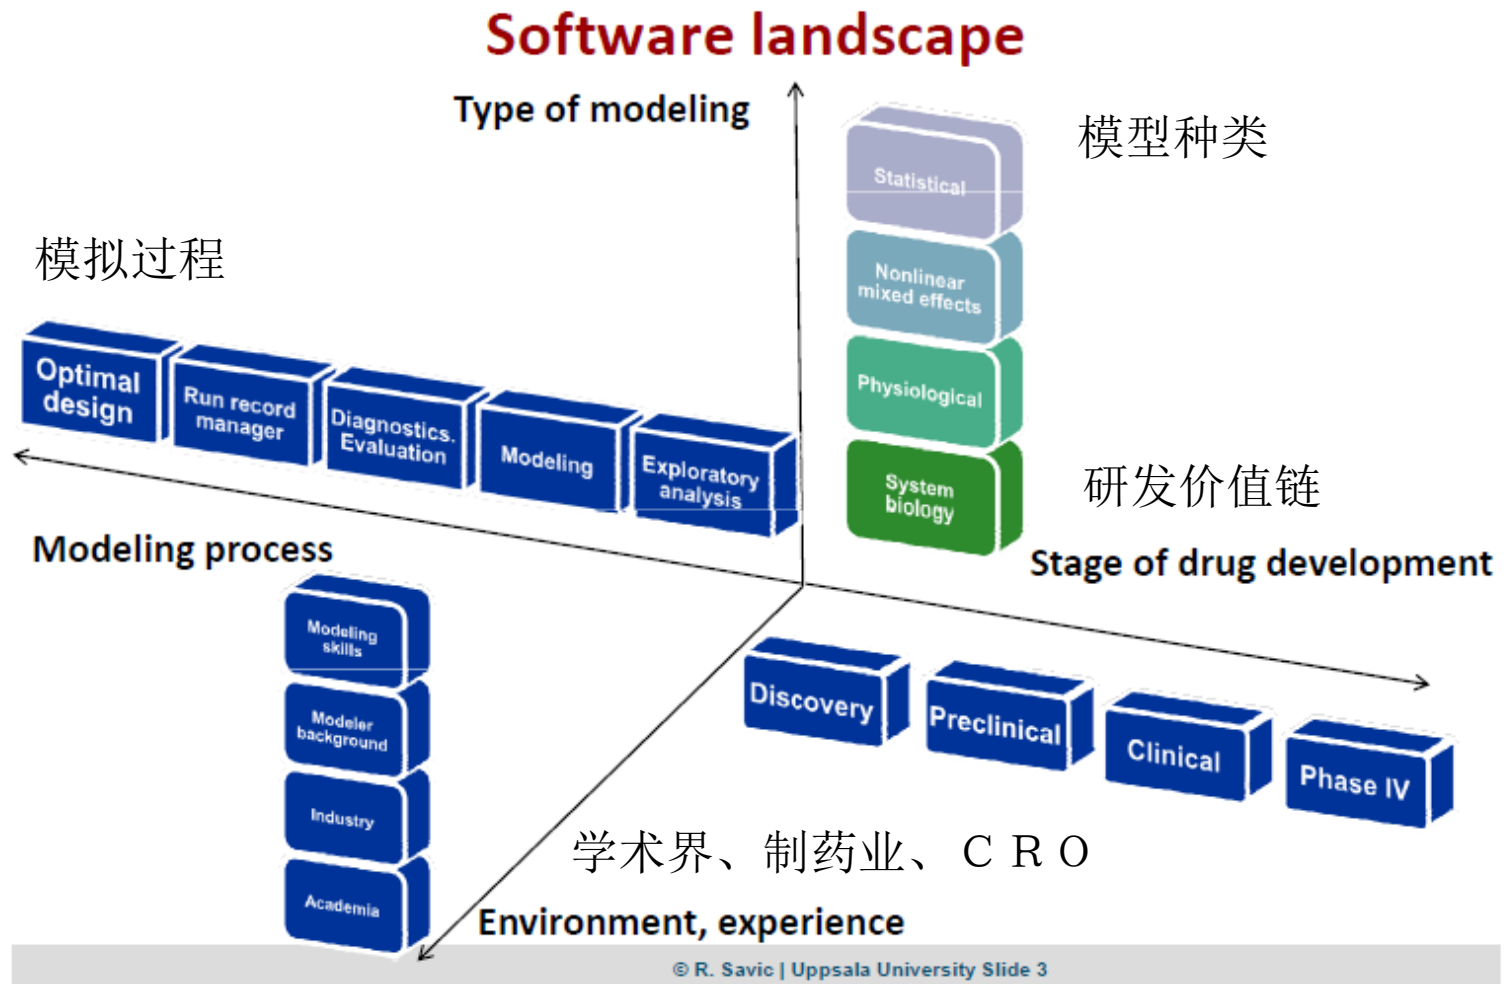 Software landscape
Type of modeling
模型种类
模拟过程
Statistical
Nonlinear
mixed effects
Physiological
System
biology
Optimal
design
Run record
manager
Diagnostics.
Evaluation
Modeling
Exploratory
analysis
研发价值链
Modeling process
Stage of drug development
Modeling
skills
Modeler
background
Industry
Academia
Discovery
Preclinical
Clinical
Phase IV
学术界、制药业、ＣＲＯ
Environment, experience
© R. Savic | Uppsala University Slide 3